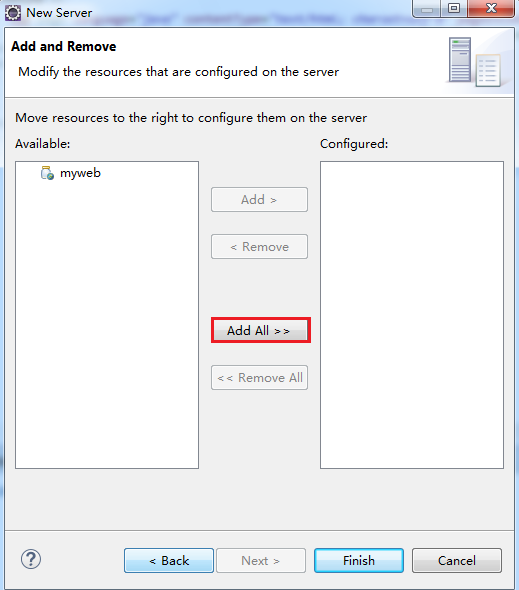 New Server
Add and Remove
Modify the resources that are configured on the server
Move resources to the right to configure them on the server
Available:
Configured:
myweb
Add >
< Remove
Add All >>
<< Remove All
?
< Back
Next >
Finish
Cancel